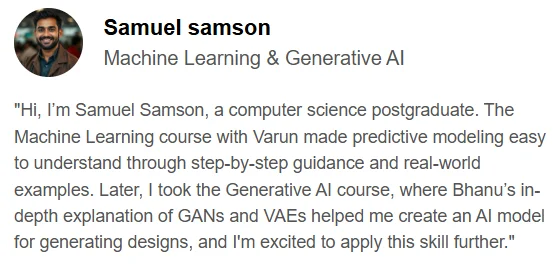 Samuel samson
Machine Learning & Generative AI
"Hi, I’m Samuel Samson, a computer science postgraduate. The
Machine Learning course with Varun made predictive modeling easy
to understand through step-by-step guidance and real-world
examples. Later, I took the Generative AI course, where Bhanu’s in-
depth explanation of GANs and VAEs helped me create an AI model
for generating designs, and I'm excited to apply this skill further."